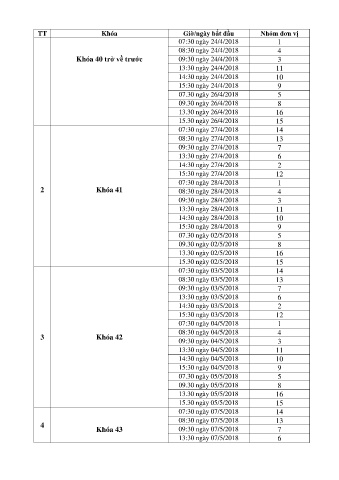 TT Khóa Giờ/ngày bắt đầu Nhóm đơn vị
07:30 ngày 24/4/2018 1
08:30 ngày 24/4/2018 4
Khóa 40 trở về trước 09:30 ngày 24/4/2018 3
13:30 ngày 24/4/2018 11
14:30 ngày 24/4/2018 10
15:30 ngày 24/4/2018 9
07.30 ngày 26/4/2018 5
09.30 ngày 26/4/2018 8
13.30 ngày 26/4/2018 16
15.30 ngày 26/4/2018 15
07:30 ngày 27/4/2018 14
08:30 ngày 27/4/2018 13
09:30 ngày 27/4/2018 7
13:30 ngày 27/4/2018 6
14:30 ngày 27/4/2018 2
15:30 ngày 27/4/2018 12
07:30 ngày 28/4/2018 1
2 Khóa 41 08:30 ngày 28/4/2018 4
09:30 ngày 28/4/2018 3
13:30 ngày 28/4/2018 11
14:30 ngày 28/4/2018 10
15:30 ngày 28/4/2018 9
07.30 ngày 02/5/2018 5
09.30 ngày 02/5/2018 8
13.30 ngày 02/5/2018 16
15.30 ngày 02/5/2018 15
07:30 ngày 03/5/2018 14
08:30 ngày 03/5/2018 13
09:30 ngày 03/5/2018 7
13:30 ngày 03/5/2018 6
14:30 ngày 03/5/2018 2
15:30 ngày 03/5/2018 12
07:30 ngày 04/5/2018 1
08:30 ngày 04/5/2018 4
3 Khóa 42 09:30 ngày 04/5/2018 3
13:30 ngày 04/5/2018 11
14:30 ngày 04/5/2018 10
15:30 ngày 04/5/2018 9
07.30 ngày 05/5/2018 5
09.30 ngày 05/5/2018 8
13.30 ngày 05/5/2018 16
15.30 ngày 05/5/2018 15
07:30 ngày 07/5/2018 14
08:30 ngày 07/5/2018 13
4 Khóa 43 09:30 ngày 07/5/2018 7
13:30 ngày 07/5/2018 6